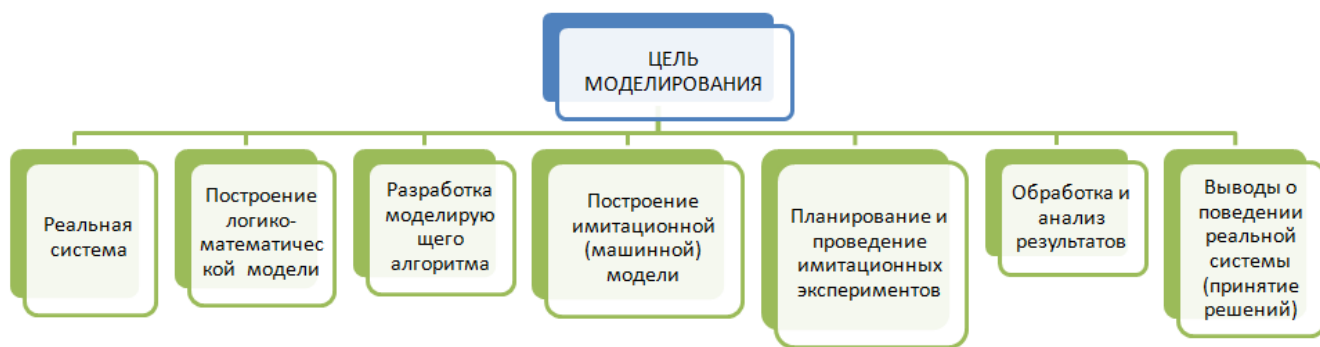 ЦЕЛЬ
МОДЕЛИРОВАНИЯ
Реальная
система
Построение
логико-
математичес
кой модели
Разработка
моделирую
щего
алгоритма
Построение
имитационной
(машинной)
модели
Планирование и
проведение
имитационных
экспериментов
Обработка и
анализ
результатов
Выводы о
поведении
реальной
системы
(принятие
решений)